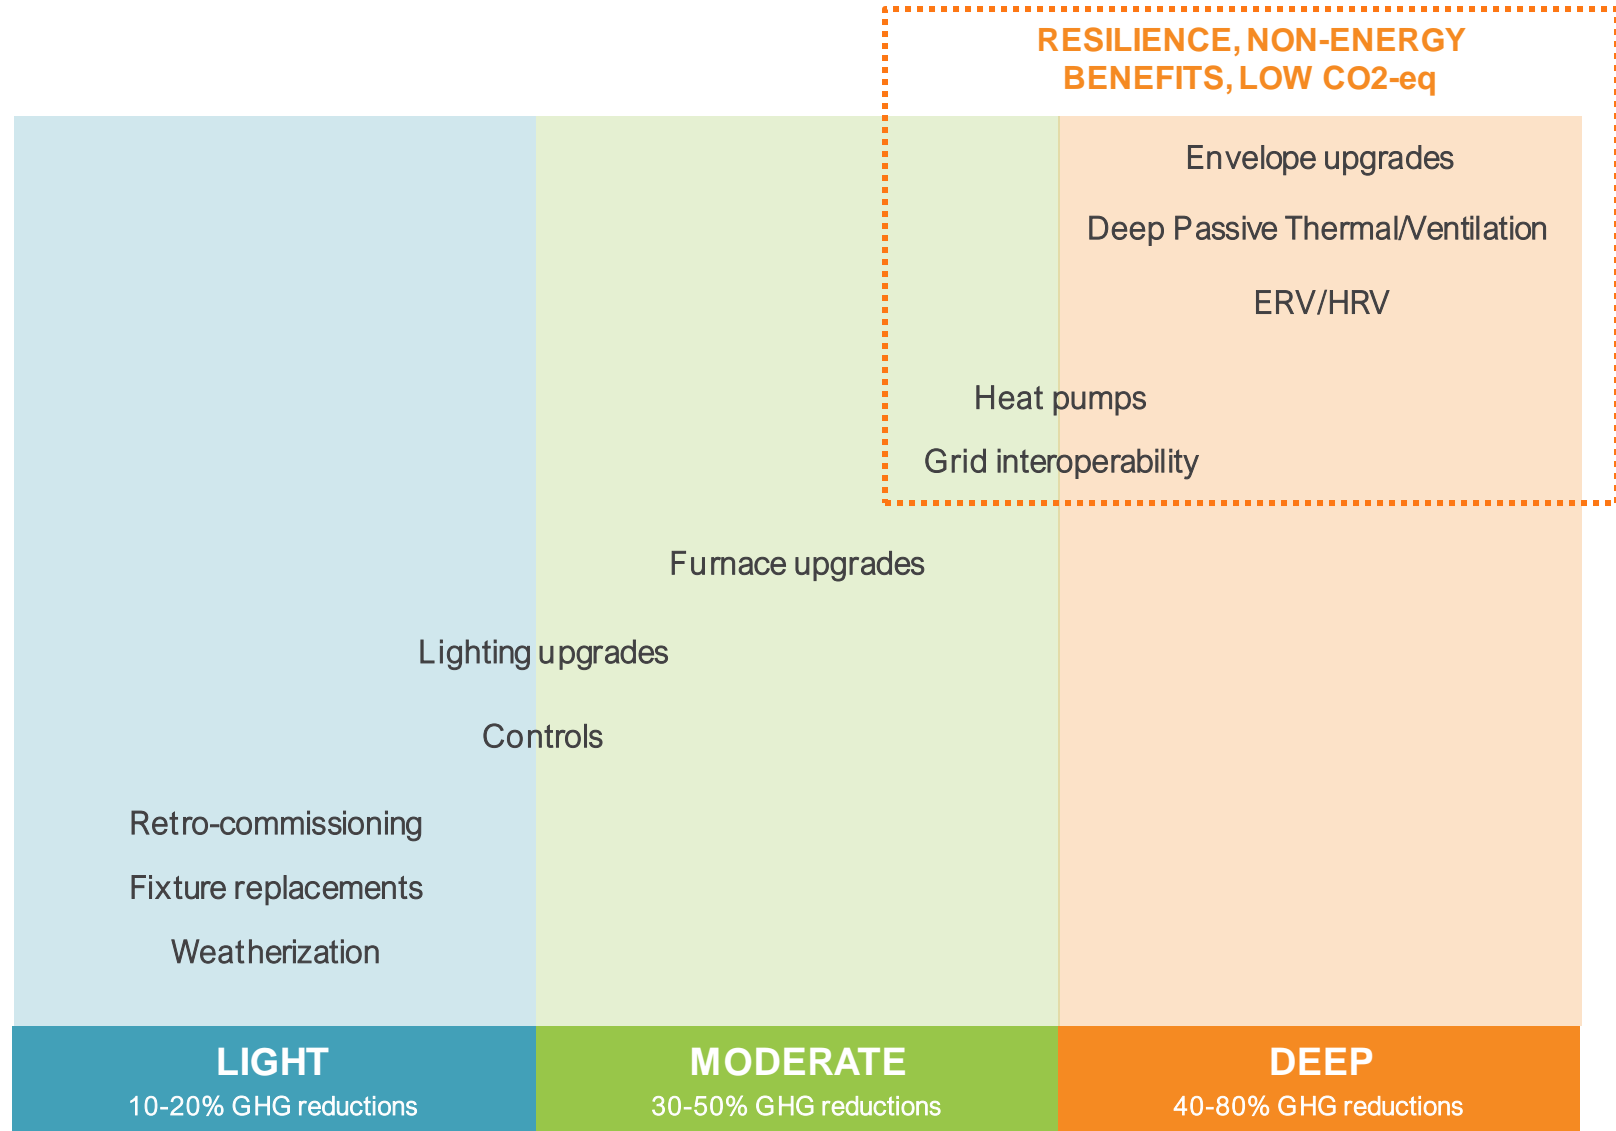 RESILIENCE, NON-ENERGY
BENEFITS, LOW CO2-eq
Envelope upgrades
Deep Passive Thermal/Ventilation
ERV/HRV
Heat pumps
Grid interoperability
Furnace upgrades
Lighting upgrades
Controls
Retro-commissioning
Fixture replacements
Weatherization
LIGHT
10-20% GHG reductions
MODERATE
30-50% GHG reductions
DEEP
40-80% GHG reductions